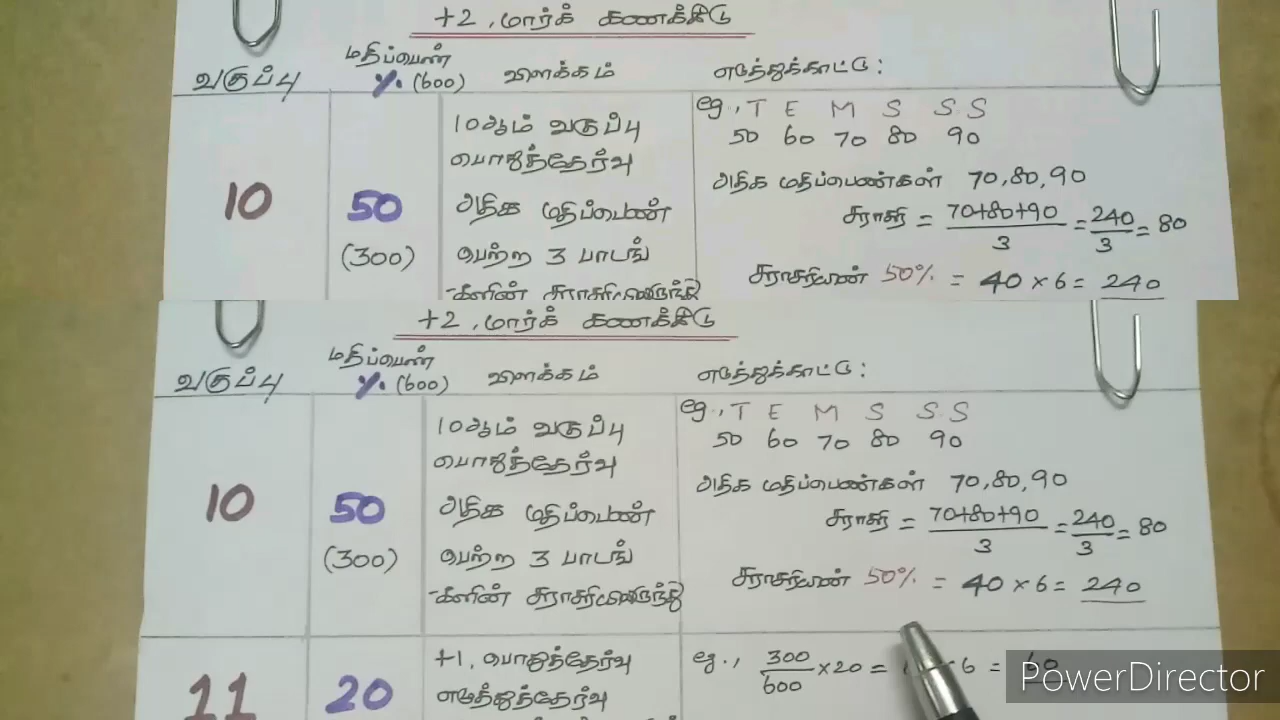 +2, மார்க் கணக்கீடு
வகுப்பு மதிப்பெண் % (600) விளக்கம் எடுத்துக்காட்டு:
10 50 (300)
10ஆம் வகுப்பு
பொதுத்தேர்வு
அதிக மதிப்பெண்
பெற்ற 3 பாடங்
-களின் சராசரியிலிருந்து
eg., T E M S S.S
50 60 70 80 90
அதிக மதிப்பெண்கள் 70,80,90
சராசரி = 70+80+90/3 = 240/3 = 80
சராசரியின் 50% = 40 × 6 = 240
+2, மார்க் கணக்கீடு
வகுப்பு மதிப்பெண் % (600) விளக்கம் எடுத்துக்காட்டு:
10 50 (300)
10ஆம் வகுப்பு
பொதுத்தேர்வு
அதிக மதிப்பெண்
பெற்ற 3 பாடங்
-களின் சராசரியிலிருந்து
eg., T E M S S.S
50 60 70 80 90
அதிக மதிப்பெண்கள் 70,80,90
சராசரி = 70+80+90/3 = 240/3 = 80
சராசரியின் 50% = 40 × 6 = 240
11 20
+1, பொதுத்தேர்வு
எழுத்துத்தேர்வு
eg., 300/600 × 20 = × 6 = 60
PowerDirector